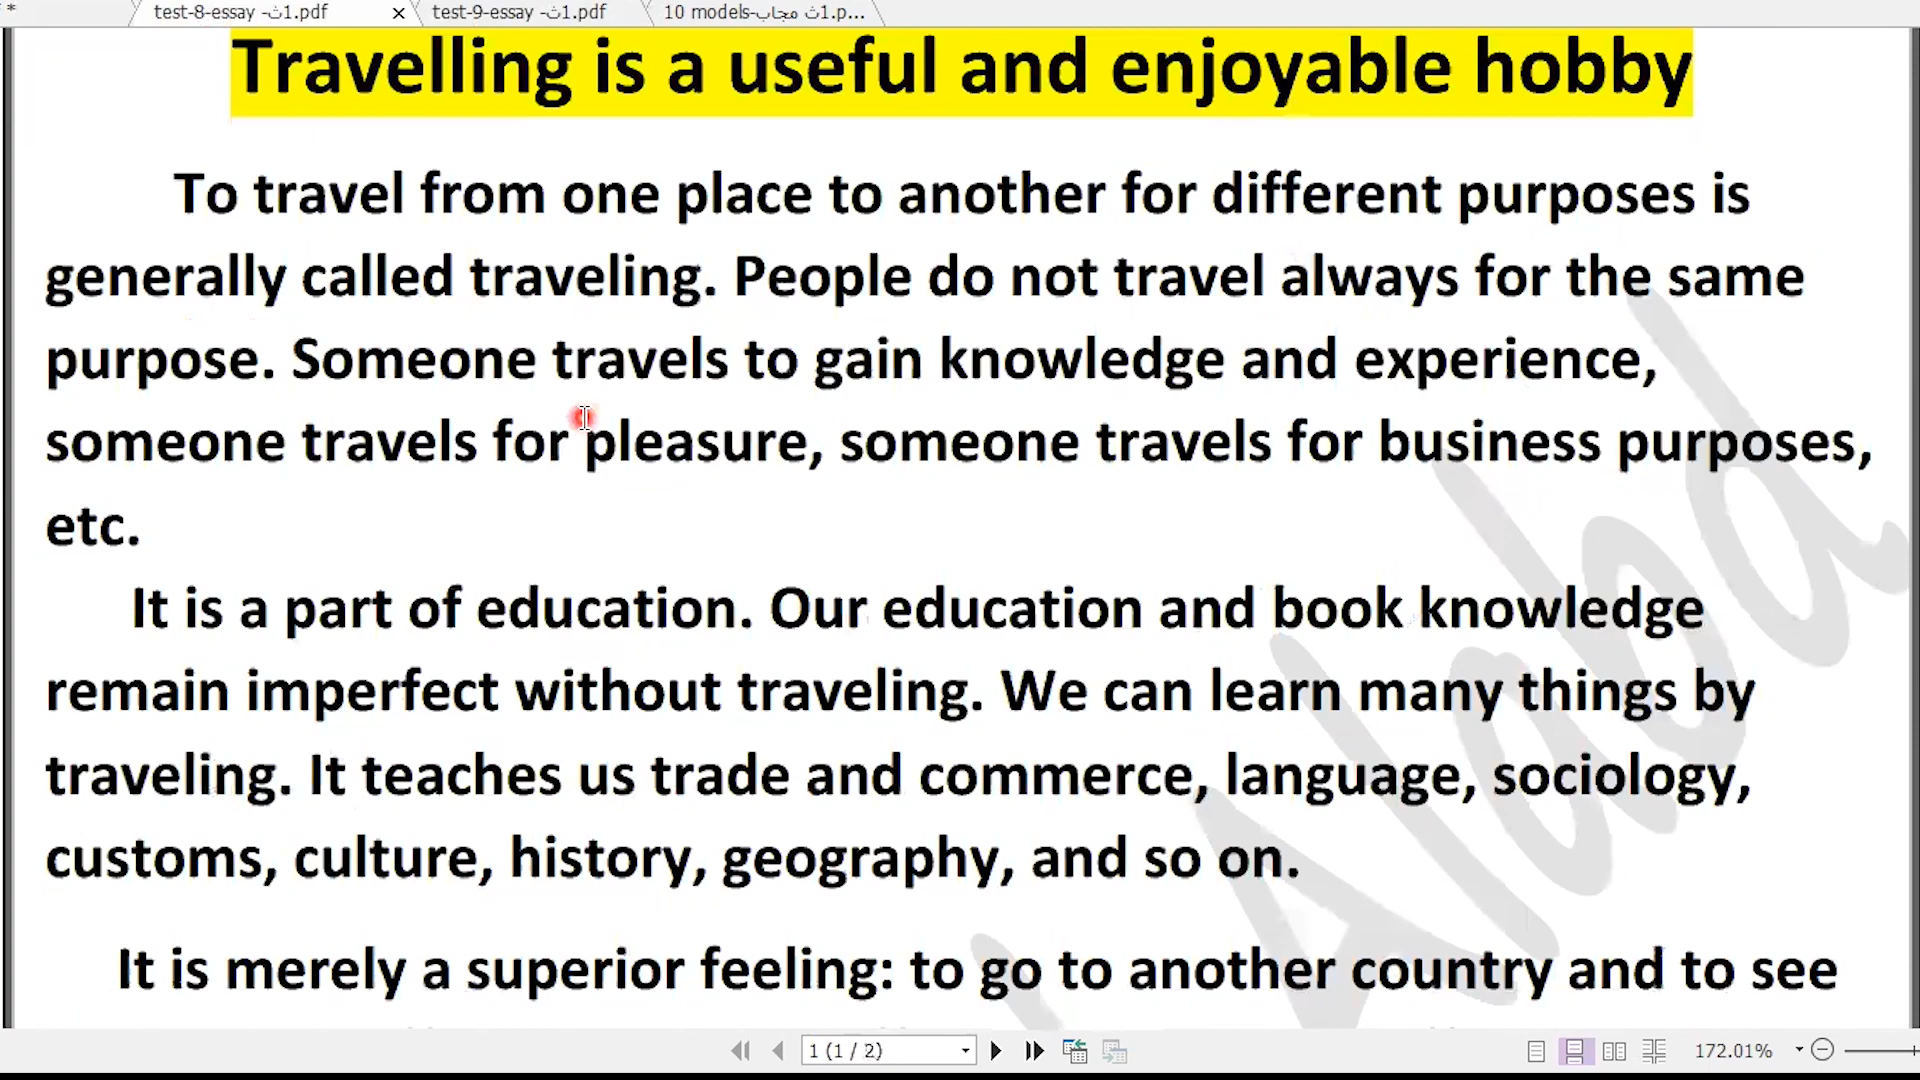 *
test-8-essay -1ث.pdf
test-9-essay -1ث.pdf
10 models-1ث مجاب.p...
Travelling is a useful and enjoyable hobby
To travel from one place to another for different purposes is
generally called traveling. People do not travel always for the same
purpose. Someone travels to gain knowledge and experience,
someone travels for pleasure, someone travels for business purposes,
etc.
It is a part of education. Our education and book knowledge
remain imperfect without traveling. We can learn many things by
traveling. It teaches us trade and commerce, language, sociology,
customs, culture, history, geography, and so on.
It is merely a superior feeling: to go to another country and to see
1 (1 / 2)
172.01%